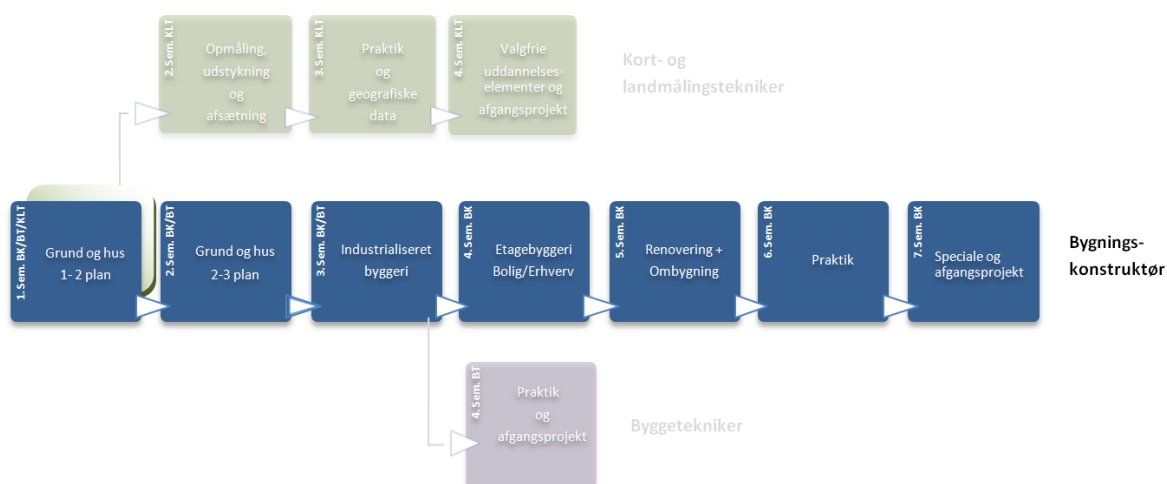 2. Sem. KLT
Opmåling,
udstykning
og
afsætning
3. Sem. KLT
Praktik
og
geografiske
data
4. Sem. KLT
Valgfrie
uddannelses-
elementer og
afgangsprojekt
Kort- og
landmålingstekniker
1. Sem. BK/BT/KLT
Grund og hus
1- 2 plan
2. Sem. BK/BT
Grund og hus
2-3 plan
3. Sem. BK/BT
Industrialiseret
byggeri
4. Sem. BK
Etagebyggeri
Bolig/Erhverv
5. Sem. BK
Renovering +
Ombygning
6. Sem. BK
Praktik
7. Sem. BK
Speciale og
afgangsprojekt
Bygnings-
konstruktør
4. Sem. BT
Praktik
og
afgangsprojekt
Byggetekniker